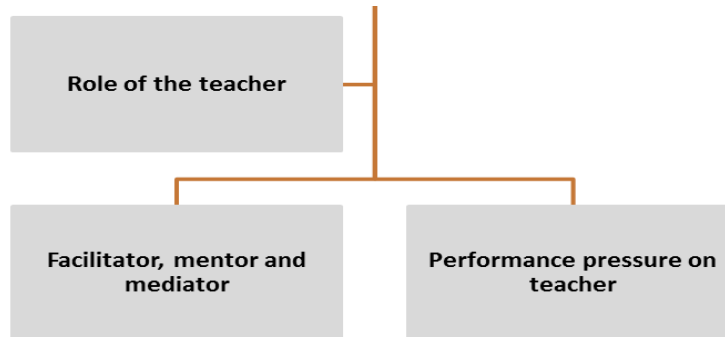 Role of the teacher
Facilitator, mentor and
mediator
Performance pressure on
teacher